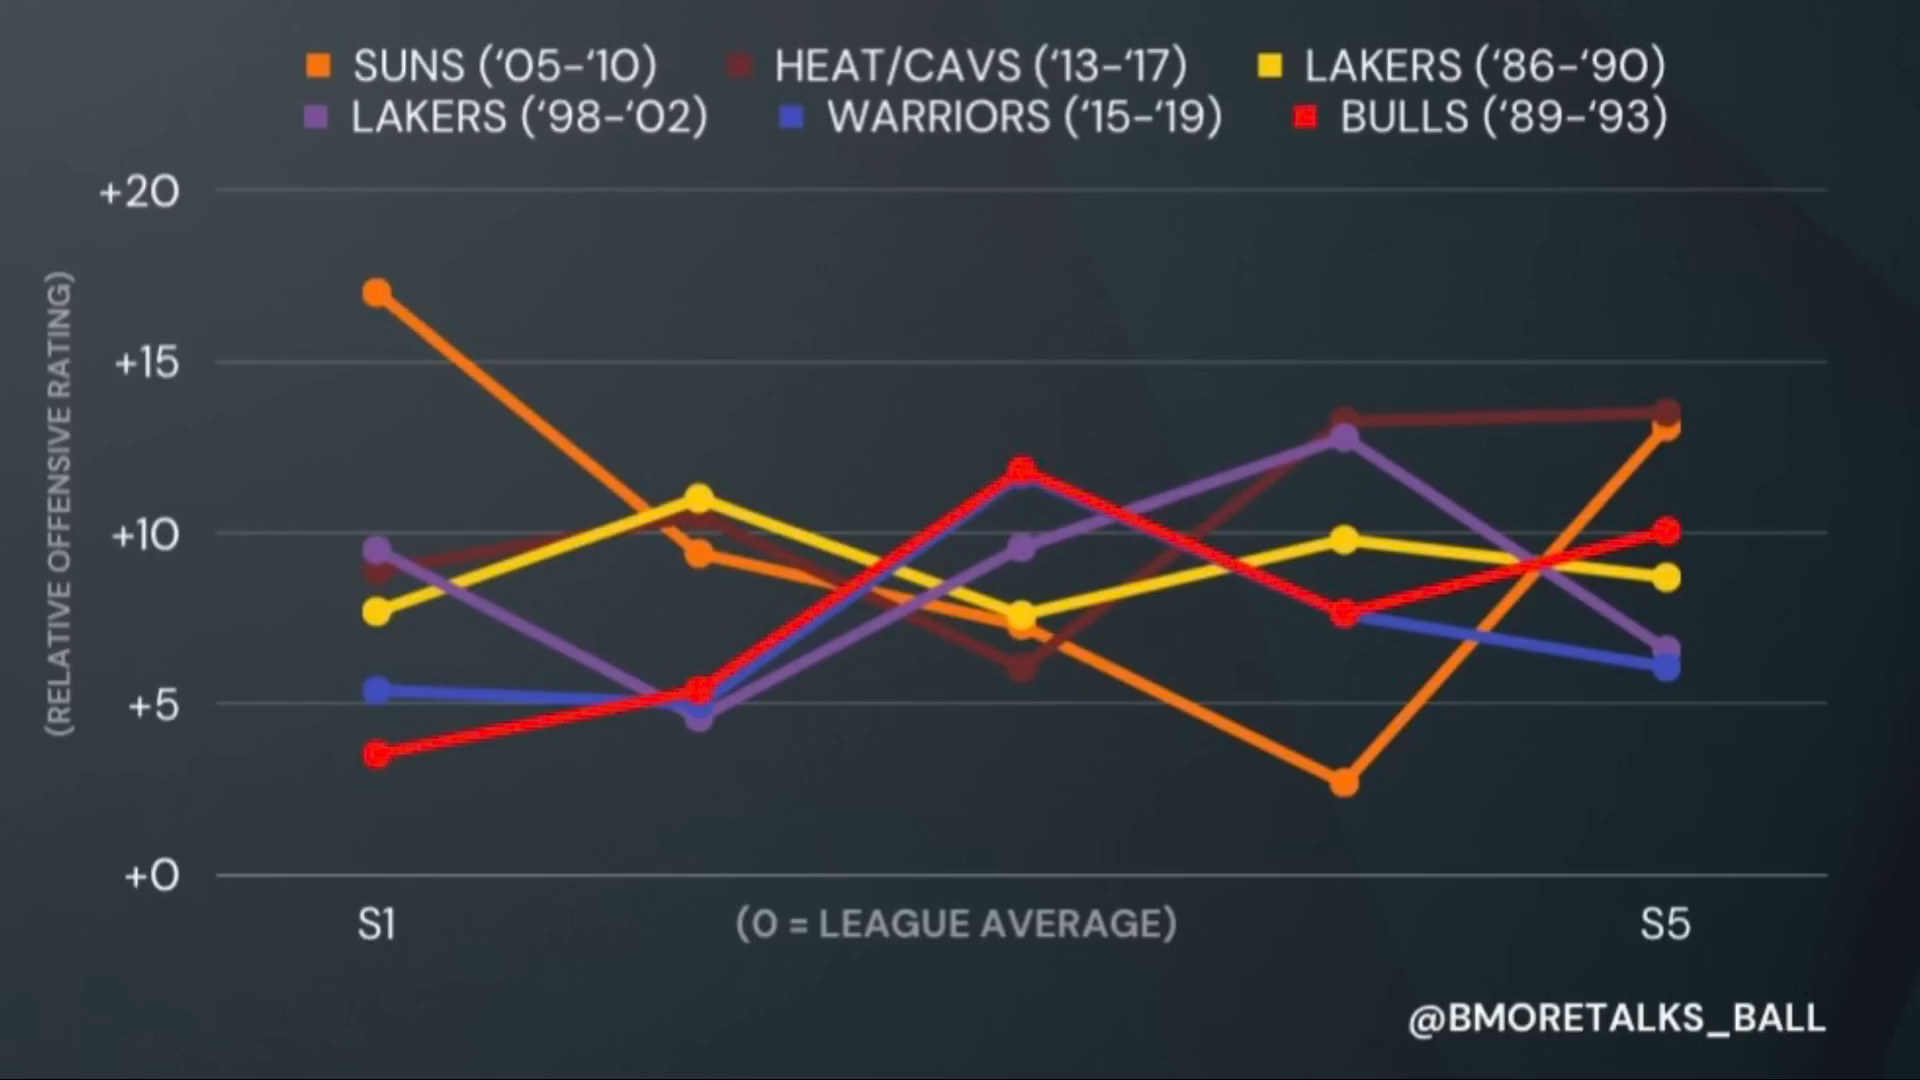 SUNS (‘05-‘10) HEAT/CAVS (‘13-‘17) LAKERS (‘86-‘90)
LAKERS (‘98-‘02) WARRIORS (‘15-‘19) BULLS (‘89-‘93)
+20
+15
+10
+5
+0
(RELATIVE OFFENSIVE RATING)
S1 (0 = LEAGUE AVERAGE) S5
@BMORETALKS_BALL